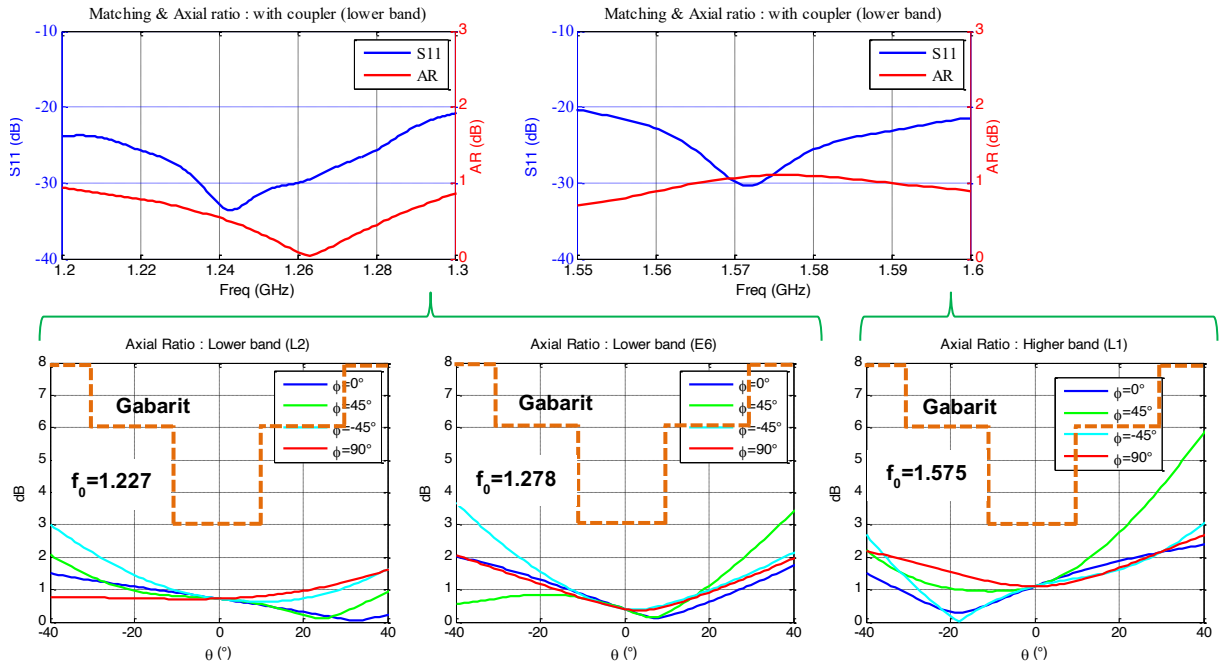 Matching & Axial ratio : with coupler (lower band)
-10
-20
-30
-40
S11 (dB)
3
2
1
0
AR (dB)
S11
AR
1.2 1.22 1.24 1.26 1.28 1.3
Freq (GHz)
Matching & Axial ratio : with coupler (lower band)
-10
-20
-30
-40
S11 (dB)
3
2
1
0
AR (dB)
S11
AR
1.55 1.56 1.57 1.58 1.59 1.6
Freq (GHz)
Axial Ratio : Lower band (L2)
8
7
6
5
4
3
2
1
0
dB
Gabarit
f0=1.227
ϕ=0°
ϕ=45°
ϕ=-45°
ϕ=90°
-40 -20 0 20 40
θ (°)
Axial Ratio : Lower band (E6)
8
7
6
5
4
3
2
1
0
dB
Gabarit
f0=1.278
ϕ=0°
ϕ=45°
ϕ=-45°
ϕ=90°
-40 -20 0 20 40
θ (°)
Axial Ratio : Higher band (L1)
8
7
6
5
4
3
2
1
0
dB
Gabarit
f0=1.575
ϕ=0°
ϕ=45°
ϕ=-45°
ϕ=90°
-40 -20 0 20 40
θ (°)